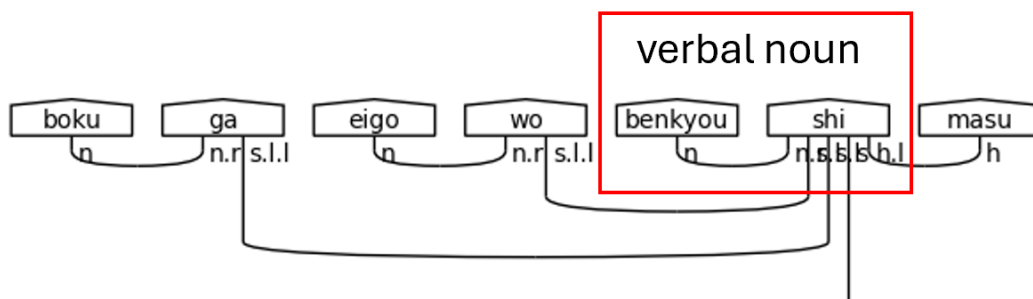 verbal noun
boku ga eigo wo benkyou shi masu
n n.r s.l.l n n.r s.l.l n n.r h.l h